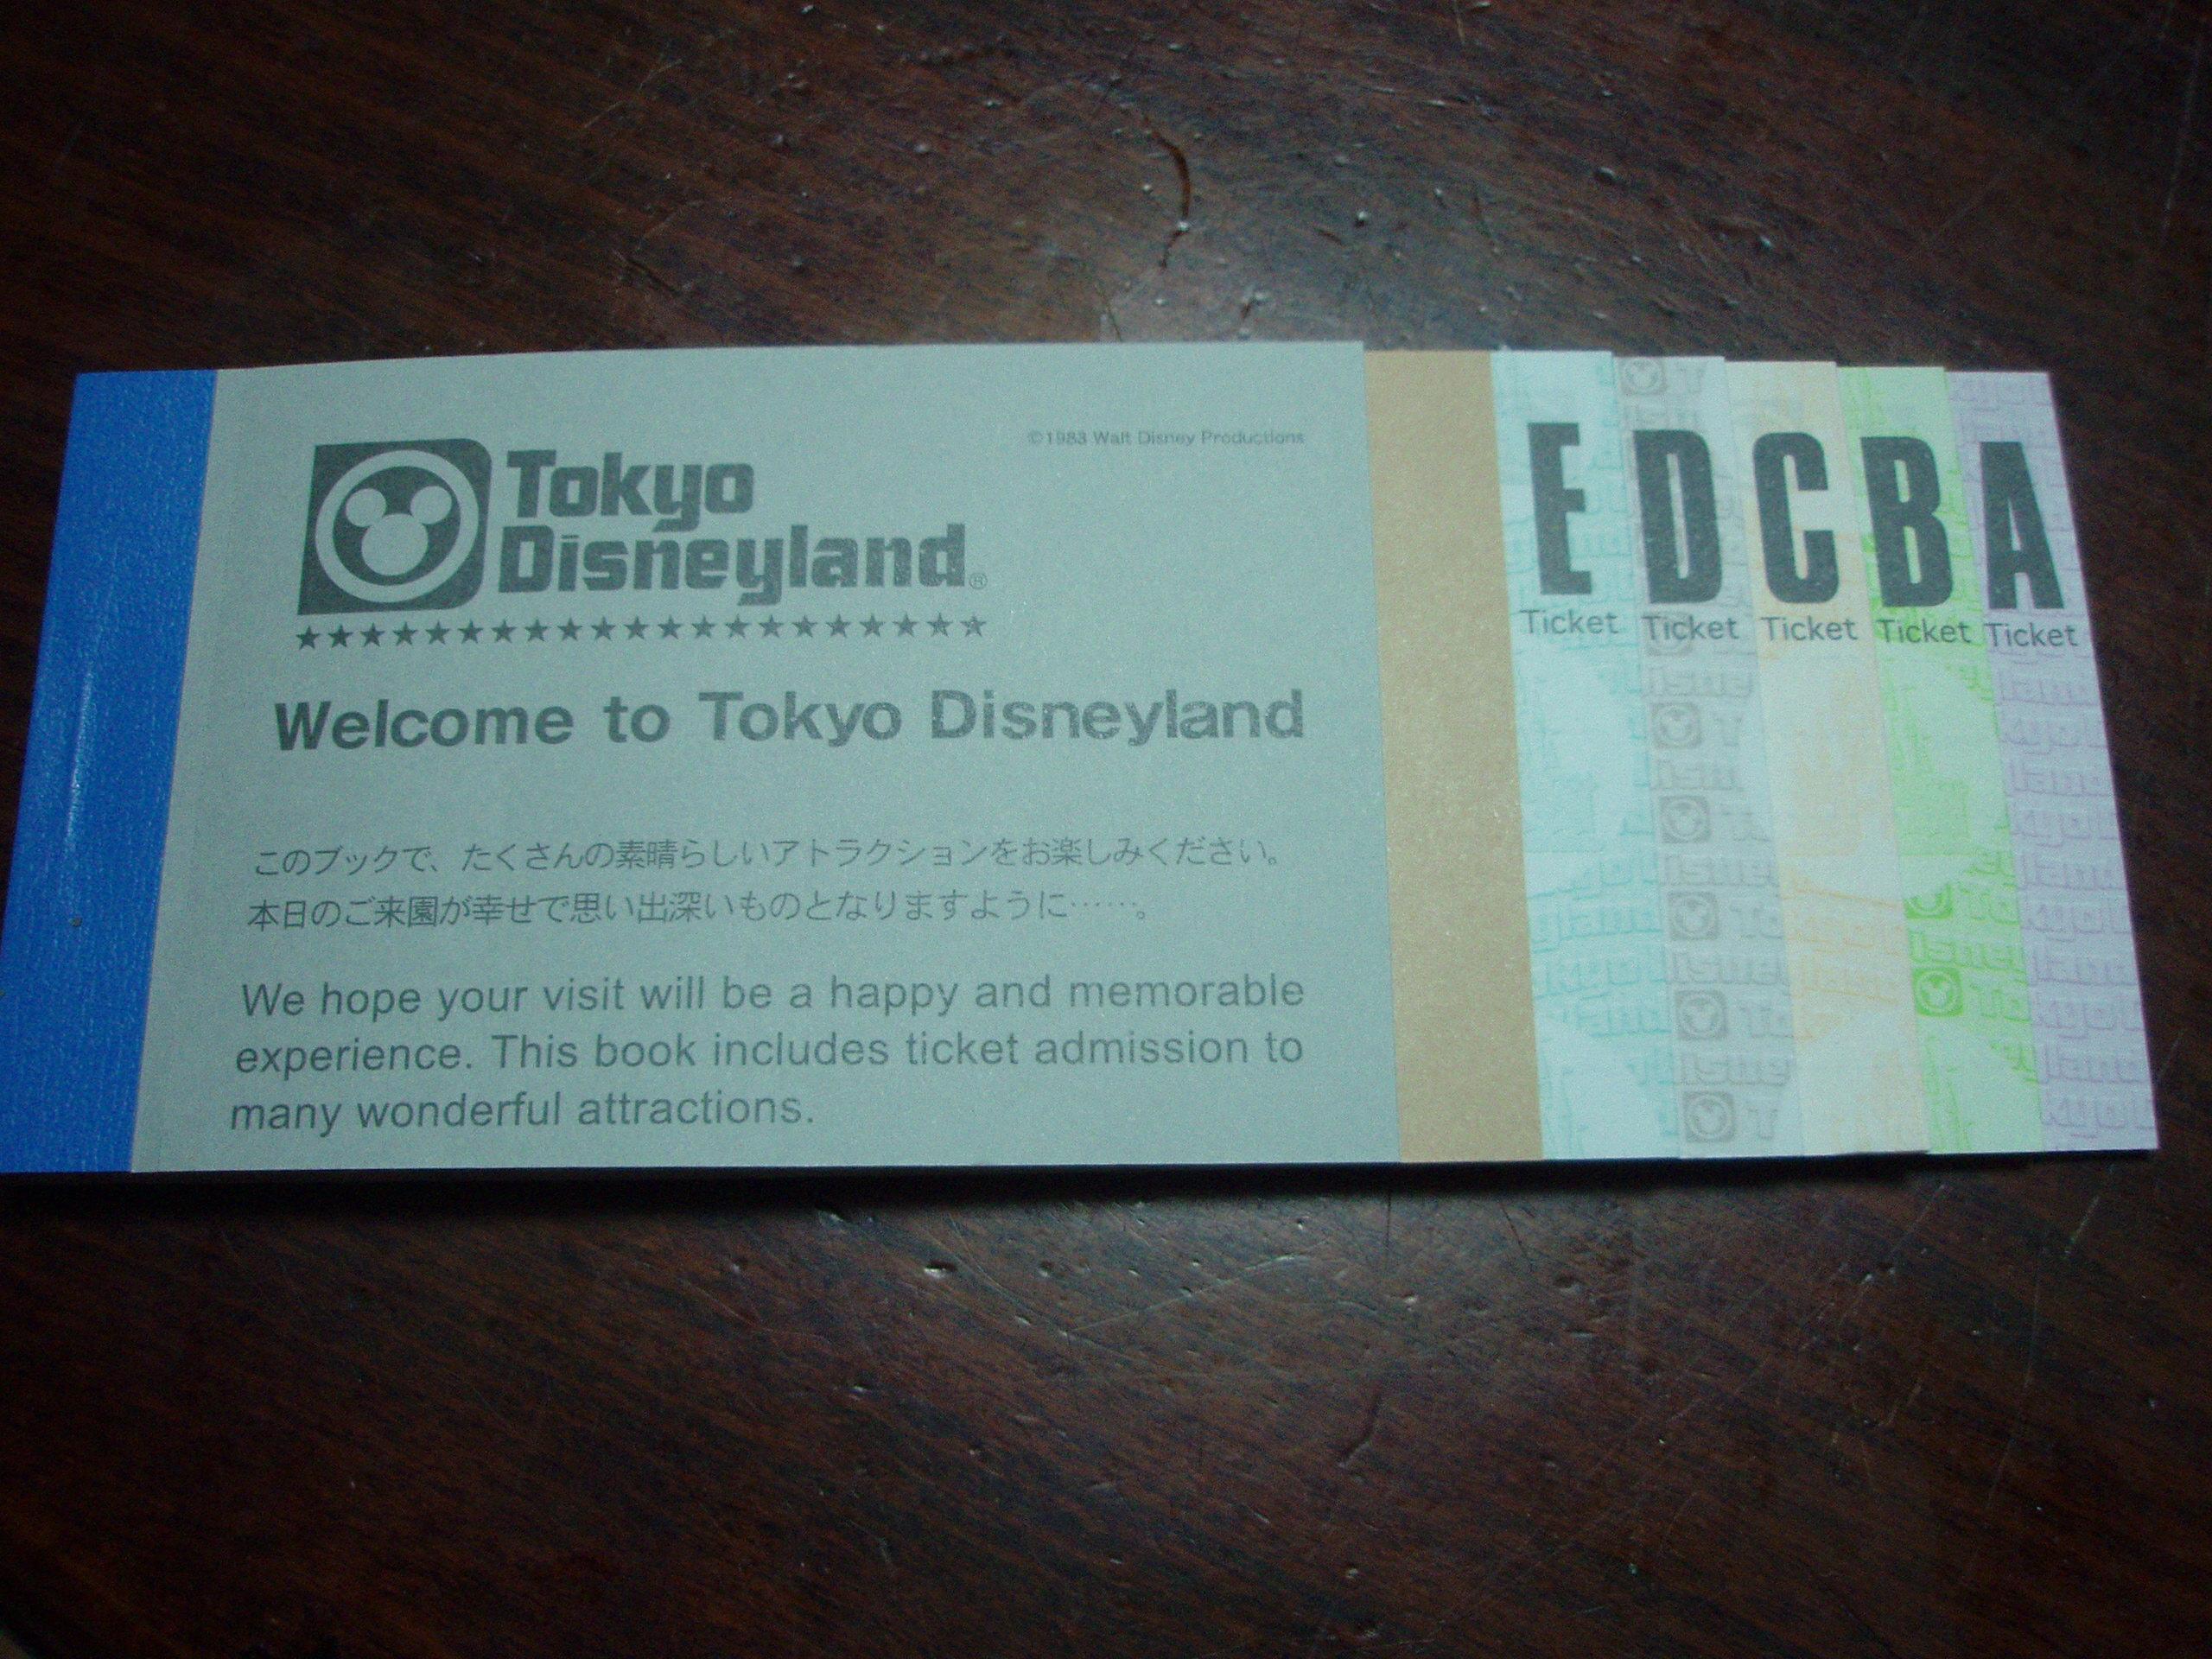 ©1983 Walt Disney Productions
Tokyo
Disneyland®
Welcome to Tokyo Disneyland
このブックで、たくさんの素晴らしいアトラクションをお楽しみください。
本日のご来園が幸せで思い出深いものとなりますように……。
We hope your visit will be a happy and memorable
experience. This book includes ticket admission to
many wonderful attractions.
E
Ticket
D
Ticket
C
Ticket
B
Ticket
A
Ticket